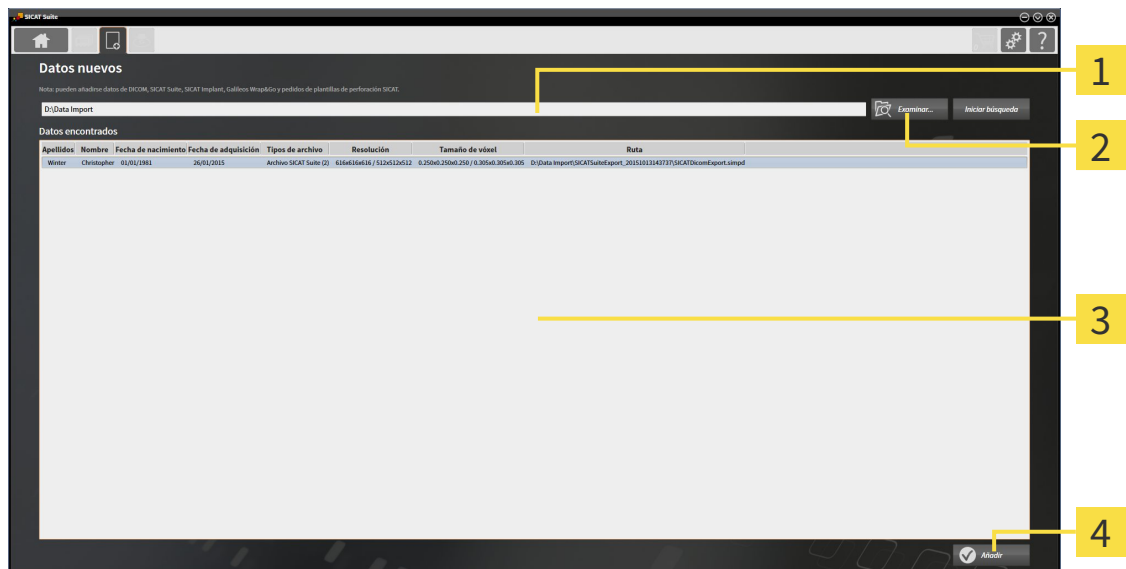 SICAT Suite
?
Datos nuevos
Nota: pueden añadirse datos de DICOM, SICAT Suite, SICAT Implant, Galileos Wrap&Go y pedidos de plantillas de perforación SICAT.
D:\Data Import
Examinar...
Iniciar búsqueda
Datos encontrados
Apellidos Nombre Fecha de nacimiento Fecha de adquisición Tipos de archivo Resolución Tamaño de vóxel Ruta
Winter Christopher 01/01/1981 26/01/2015 Archivo SICAT Suite (2) 616x616x616 / 512x512x512 0.250x0.250x0.250 / 0.305x0.305x0.305 D:\Data Import\SICATSuiteExport_20151013143737\SICATDicomExport.simpd
Añadir
1
2
3
4